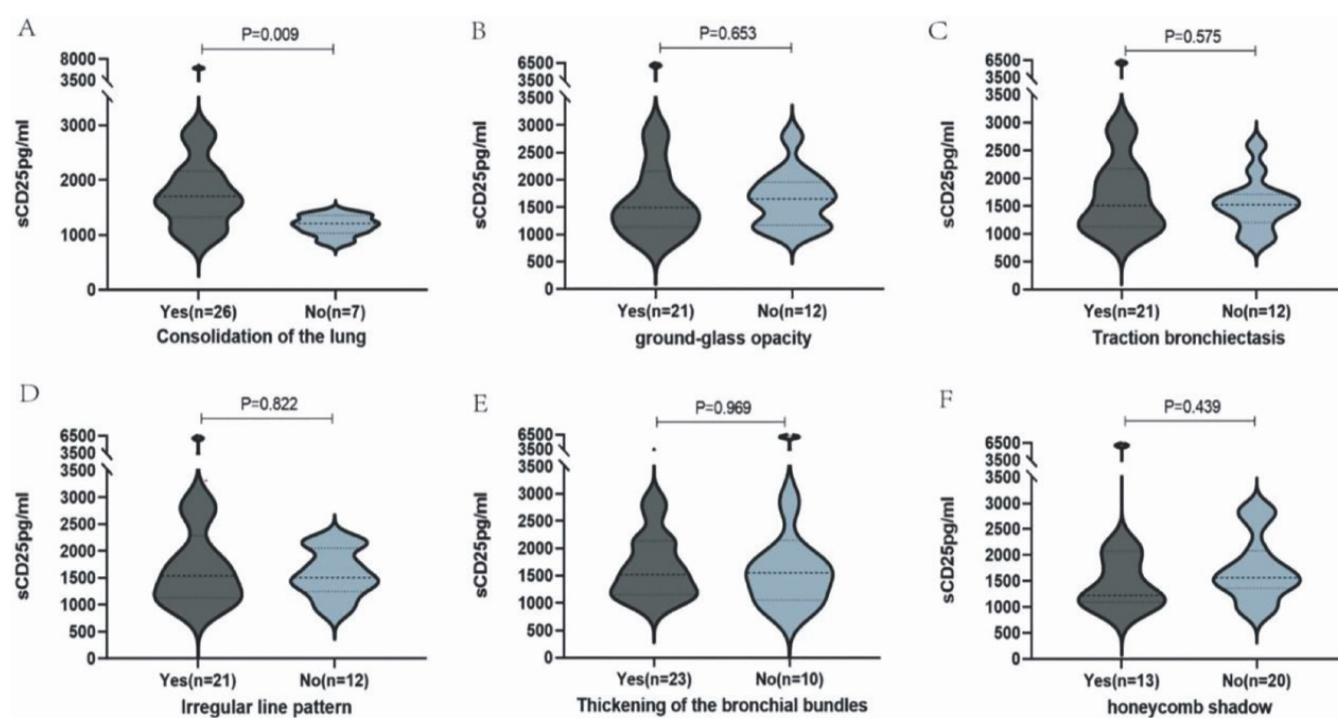 A
P=0.009
8000
3500
3000
2000
1000
0
sCD25pg/ml
Yes(n=26)
No(n=7)
Consolidation of the lung
B
P=0.653
6500
3500
3500
3000
2500
2000
1500
1000
500
0
sCD25pg/ml
Yes(n=21)
No(n=12)
ground-glass opacity
C
P=0.575
6500
3500
3500
3000
2500
2000
1500
1000
500
0
sCD25pg/ml
Yes(n=21)
No(n=12)
Traction bronchiectasis
D
P=0.822
6500
3500
3500
3000
2500
2000
1500
1000
500
0
sCD25pg/ml
Yes(n=21)
No(n=12)
Irregular line pattern
E
P=0.969
6500
3500
3500
3000
2500
2000
1500
1000
500
0
sCD25pg/ml
Yes(n=23)
No(n=10)
Thickening of the bronchial bundles
F
P=0.439
6500
3500
3500
3000
2500
2000
1500
1000
500
0
sCD25pg/ml
Yes(n=13)
No(n=20)
honeycomb shadow